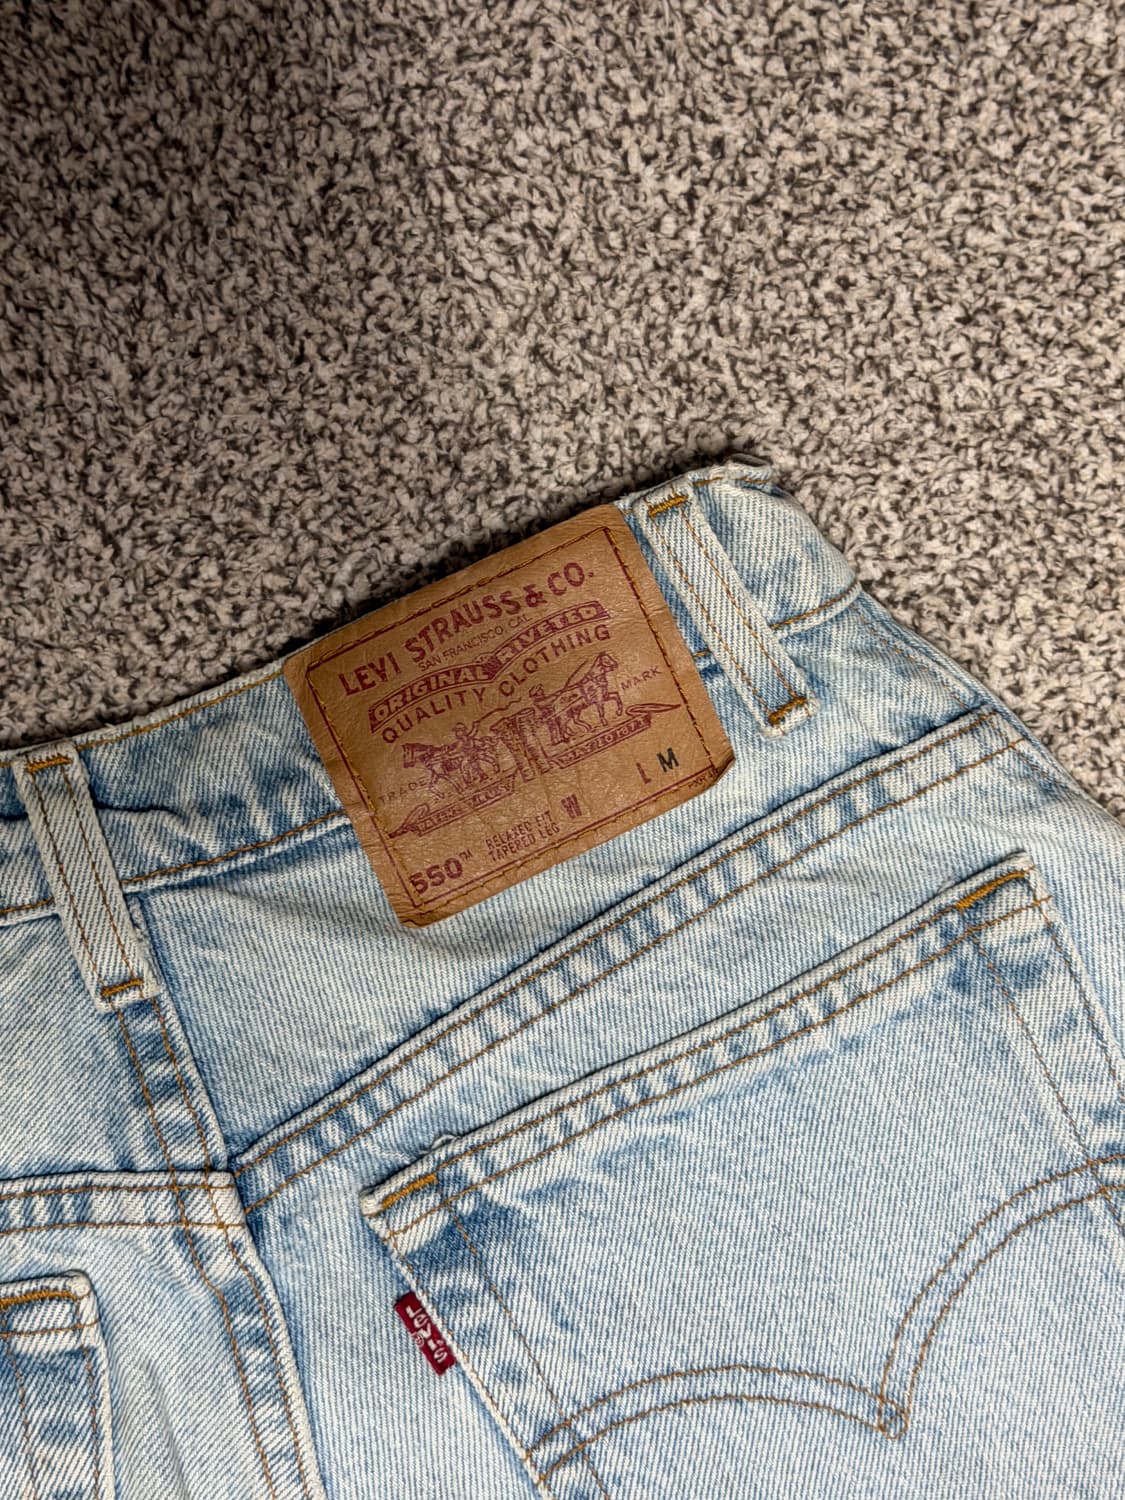 LEVI STRAUSS & CO.
SAN FRANCISCO, CAL.
ORIGINAL RIVETED
QUALITY CLOTHING
TRADE MARK
W L M
550™ RELAXED FIT
TAPERED LEG
LEVI'S
®